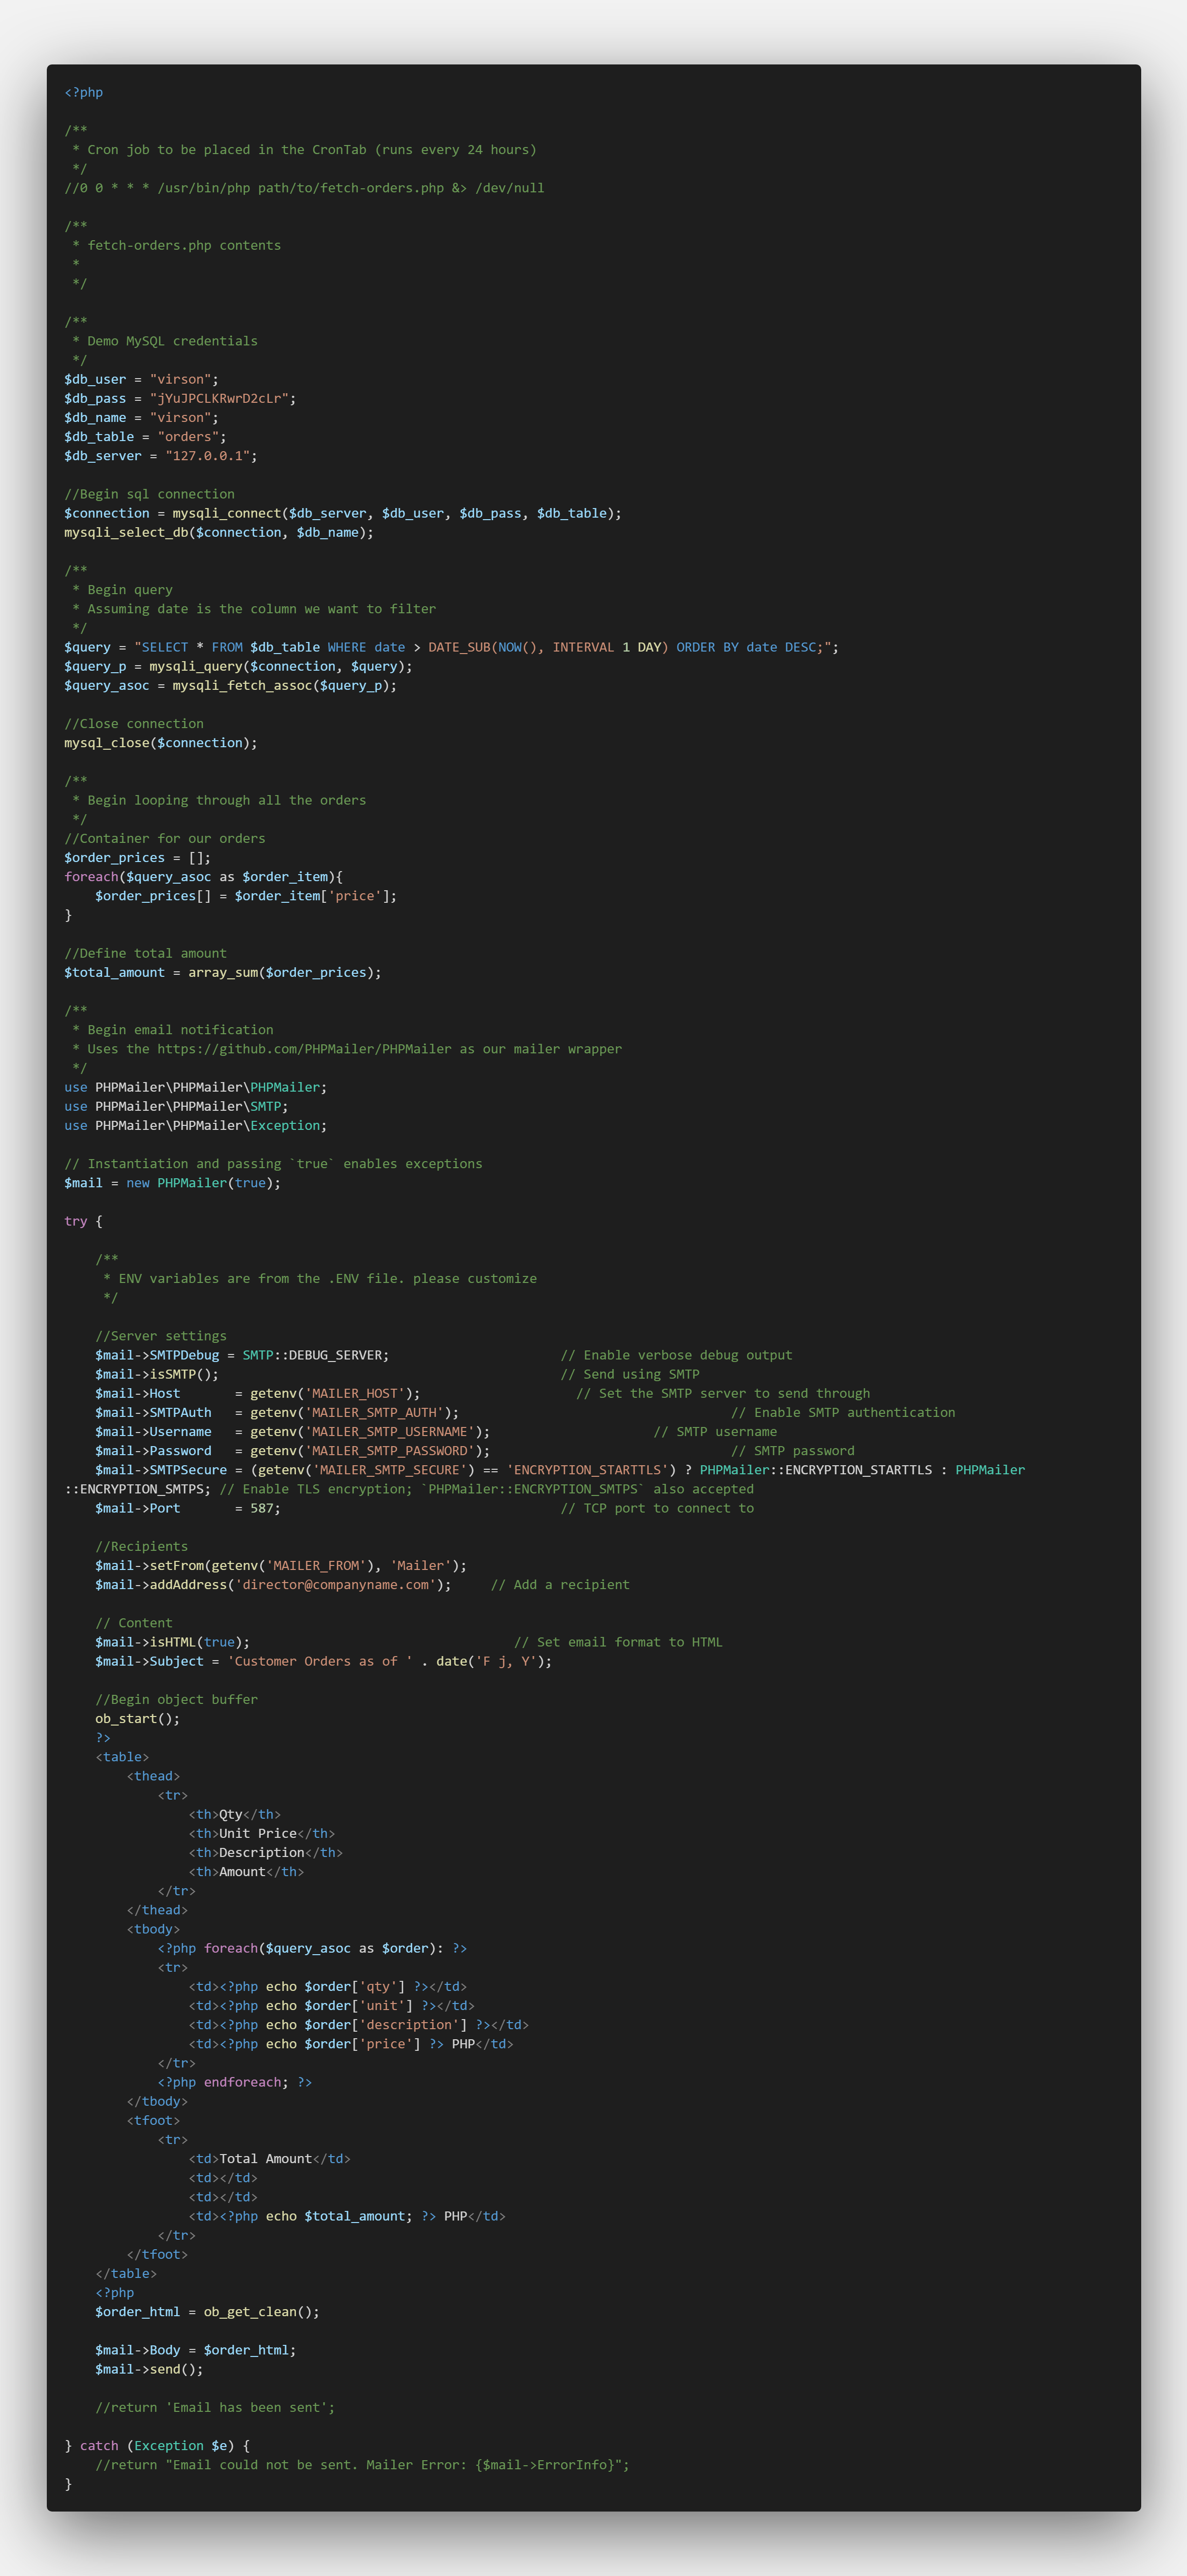 <?php

/**
 * Cron job to be placed in the CronTab (runs every 24 hours)
 */
//0 0 * * * /usr/bin/php path/to/fetch-orders.php &> /dev/null

/**
 * fetch-orders.php contents
 *
 */

/**
 * Demo MySQL credentials
 */
$db_user = "virson";
$db_pass = "jYuJPCLKRwrD2cLr";
$db_name = "virson";
$db_table = "orders";
$db_server = "127.0.0.1";

//Begin sql connection
$connection = mysqli_connect($db_server, $db_user, $db_pass, $db_table);
mysqli_select_db($connection, $db_name);

/**
 * Begin query
 * Assuming date is the column we want to filter
 */
$query = "SELECT * FROM $db_table WHERE date > DATE_SUB(NOW(), INTERVAL 1 DAY) ORDER BY date DESC;";
$query_p = mysqli_query($connection, $query);
$query_asoc = mysqli_fetch_assoc($query_p);

//Close connection
mysql_close($connection);

/**
 * Begin looping through all the orders
 */
//Container for our orders
$order_prices = [];
foreach($query_asoc as $order_item){
    $order_prices[] = $order_item['price'];
}

//Define total amount
$total_amount = array_sum($order_prices);

/**
 * Begin email notification
 * Uses the https://github.com/PHPMailer/PHPMailer as our mailer wrapper
 */
use PHPMailer\PHPMailer\PHPMailer;
use PHPMailer\PHPMailer\SMTP;
use PHPMailer\PHPMailer\Exception;

// Instantiation and passing `true` enables exceptions
$mail = new PHPMailer(true);

try {

    /**
     * ENV variables are from the .ENV file. please customize
     */

    //Server settings
    $mail->SMTPDebug = SMTP::DEBUG_SERVER;                      // Enable verbose debug output
    $mail->isSMTP();                                            // Send using SMTP
    $mail->Host       = getenv('MAILER_HOST');                    // Set the SMTP server to send through
    $mail->SMTPAuth   = getenv('MAILER_SMTP_AUTH');                                   // Enable SMTP authentication
    $mail->Username   = getenv('MAILER_SMTP_USERNAME');                     // SMTP username
    $mail->Password   = getenv('MAILER_SMTP_PASSWORD');                               // SMTP password
    $mail->SMTPSecure = (getenv('MAILER_SMTP_SECURE') == 'ENCRYPTION_STARTTLS') ? PHPMailer::ENCRYPTION_STARTTLS : PHPMailer
::ENCRYPTION_SMTPS; // Enable TLS encryption; `PHPMailer::ENCRYPTION_SMTPS` also accepted
    $mail->Port       = 587;                                    // TCP port to connect to

    //Recipients
    $mail->setFrom(getenv('MAILER_FROM'), 'Mailer');
    $mail->addAddress('director@companyname.com');     // Add a recipient

    // Content
    $mail->isHTML(true);                                  // Set email format to HTML
    $mail->Subject = 'Customer Orders as of ' . date('F j, Y');

    //Begin object buffer
    ob_start();
    ?>
    <table>
        <thead>
            <tr>
                <th>Qty</th>
                <th>Unit Price</th>
                <th>Description</th>
                <th>Amount</th>
            </tr>
        </thead>
        <tbody>
            <?php foreach($query_asoc as $order): ?>
            <tr>
                <td><?php echo $order['qty'] ?></td>
                <td><?php echo $order['unit'] ?></td>
                <td><?php echo $order['description'] ?></td>
                <td><?php echo $order['price'] ?> PHP</td>
            </tr>
            <?php endforeach; ?>
        </tbody>
        <tfoot>
            <tr>
                <td>Total Amount</td>
                <td></td>
                <td></td>
                <td><?php echo $total_amount; ?> PHP</td>
            </tr>
        </tfoot>
    </table>
    <?php
    $order_html = ob_get_clean();

    $mail->Body = $order_html;
    $mail->send();

    //return 'Email has been sent';

} catch (Exception $e) {
    //return "Email could not be sent. Mailer Error: {$mail->ErrorInfo}";
}